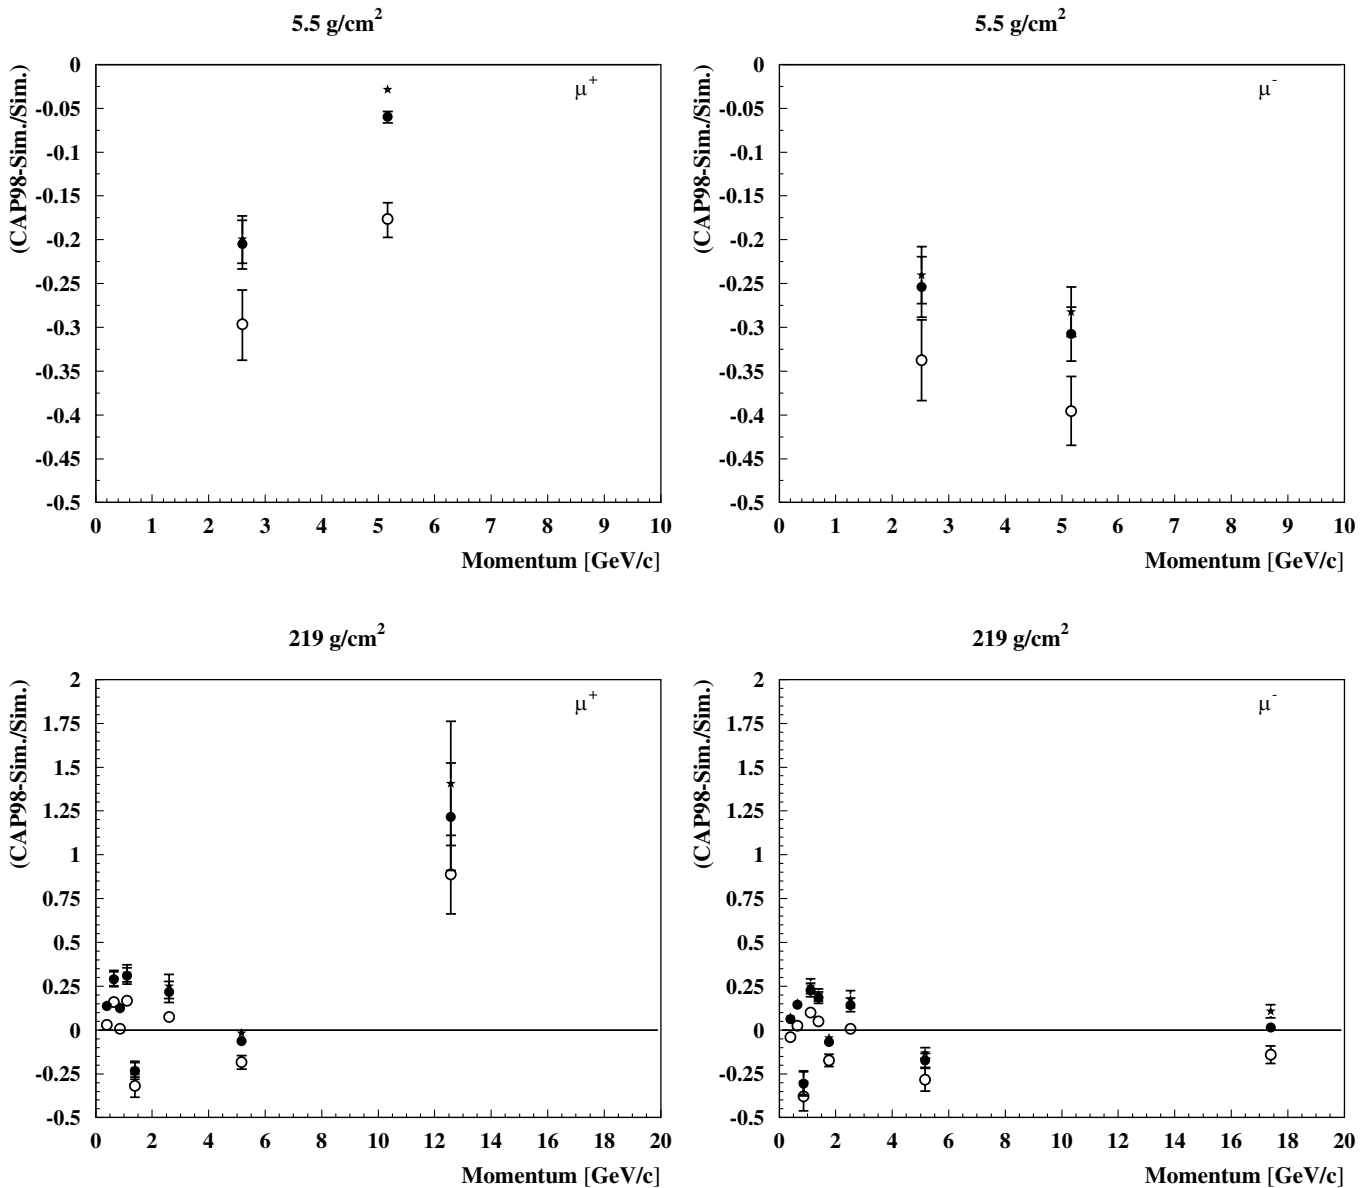 5.5 g/cm²
(CAP98-Sim./Sim.)
μ⁺
0
-0.05
-0.1
-0.15
-0.2
-0.25
-0.3
-0.35
-0.4
-0.45
-0.5
0 1 2 3 4 5 6 7 8 9 10
Momentum [GeV/c]
5.5 g/cm²
(CAP98-Sim./Sim.)
μ⁻
0
-0.05
-0.1
-0.15
-0.2
-0.25
-0.3
-0.35
-0.4
-0.45
-0.5
0 1 2 3 4 5 6 7 8 9 10
Momentum [GeV/c]
219 g/cm²
(CAP98-Sim./Sim.)
μ⁺
2
1.75
1.5
1.25
1
0.75
0.5
0.25
0
-0.25
-0.5
0 2 4 6 8 10 12 14 16 18 20
Momentum [GeV/c]
219 g/cm²
(CAP98-Sim./Sim.)
μ⁻
2
1.75
1.5
1.25
1
0.75
0.5
0.25
0
-0.25
-0.5
0 2 4 6 8 10 12 14 16 18 20
Momentum [GeV/c]